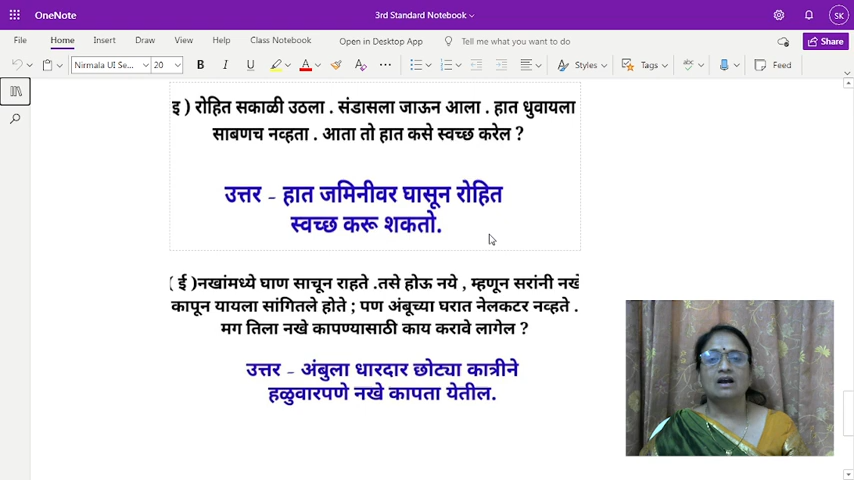 OneNote
3rd Standard Notebook
SK
File Home Insert Draw View Help Class Notebook Open in Desktop App Tell me what you want to do Share
Nirmala UI Se... 20 B I U A Styles Tags Feed
इ ) रोहित सकाळी उठला . संडासला जाऊन आला . हात धुवायला
साबणच नव्हता . आता तो हात कसे स्वच्छ करेल ?
उत्तर - हात जमिनीवर घासून रोहित
स्वच्छ करू शकतो.
( ई )नखांमध्ये घाण साचून राहते .तसे होऊ नये , म्हणून सरांनी नखे
कापून यायला सांगितले होते ; पण अंबूच्या घरात नेलकटर नव्हते .
मग तिला नखे कापण्यासाठी काय करावे लागेल ?
उत्तर - अंबुला धारदार छोट्या कात्रीने
हळुवारपणे नखे कापता येतील.